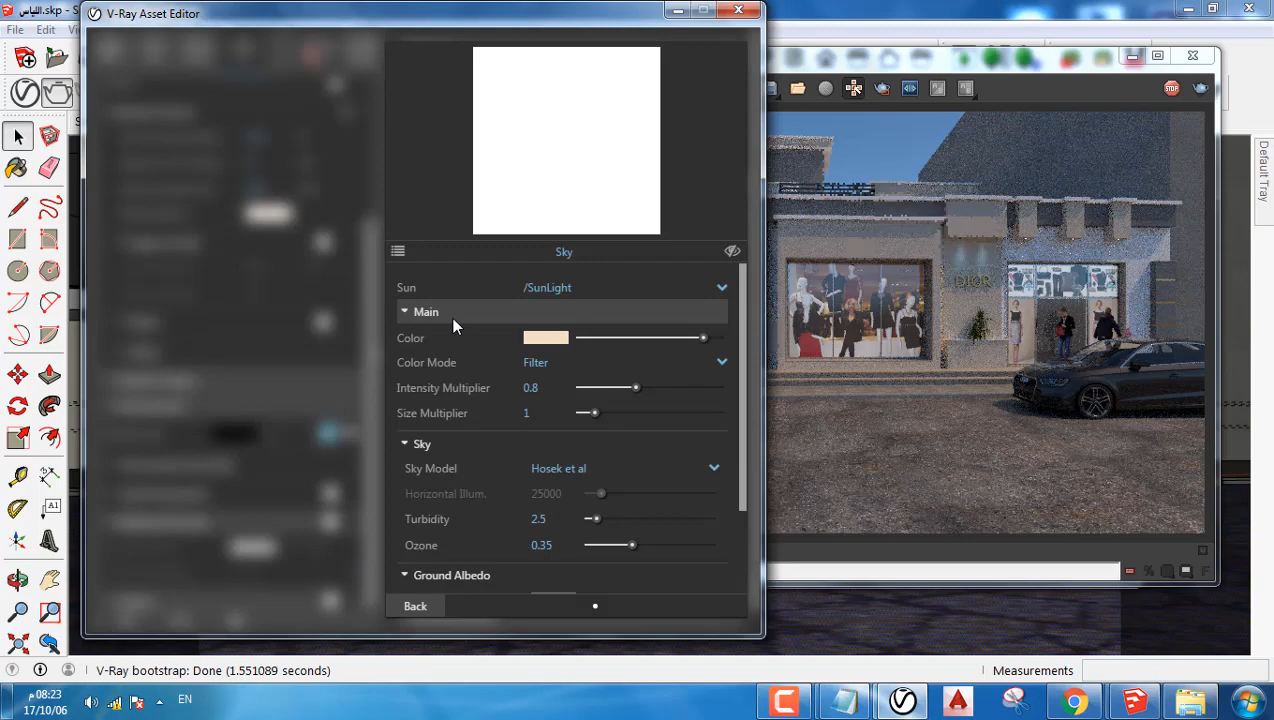 اللباس.skp - S
V-Ray Asset Editor
File
Edit
Sky
Sun
/SunLight
Main
Color
Color Mode
Filter
Intensity Multiplier
0.8
Size Multiplier
1
Sky
Sky Model
Hosek et al
Horizontal Illum.
25000
Turbidity
2.5
Ozone
0.35
Ground Albedo
Back
STOP
DIOR
Default Tray
A1
V-Ray bootstrap: Done (1.551089 seconds)
Measurements
08:23 م
17/10/06
EN